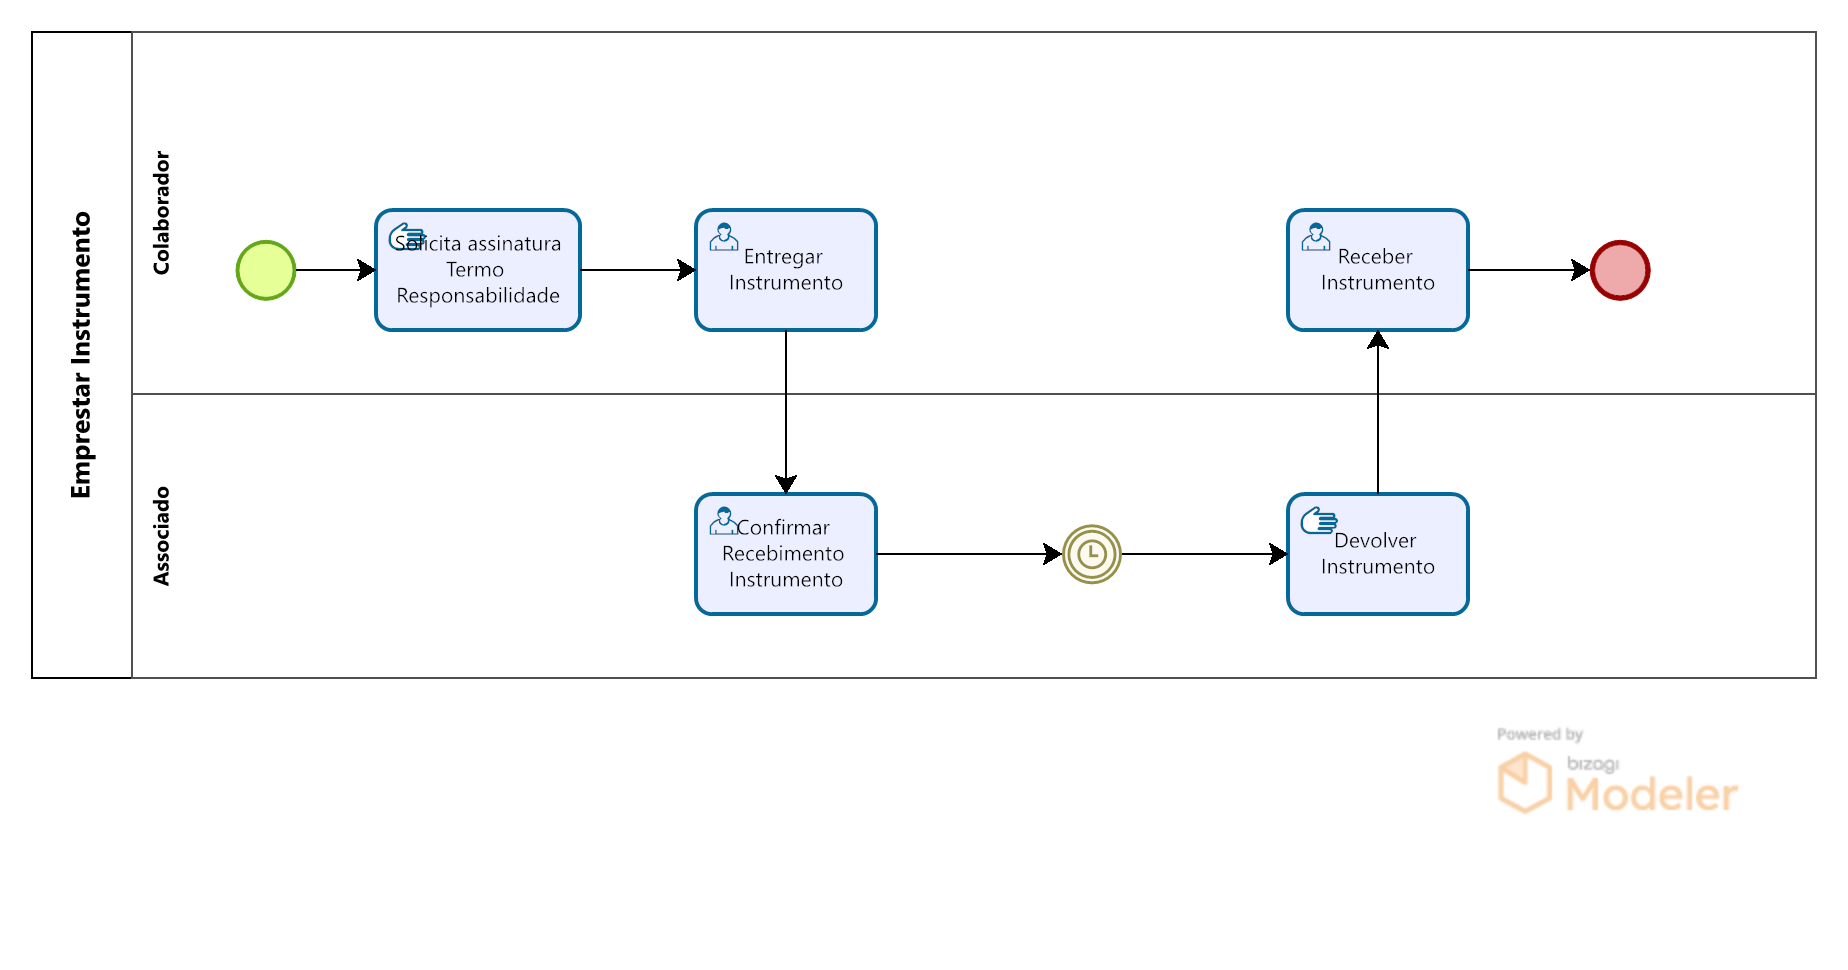 Emprestar Instrumento
Colaborador
Solicita assinatura
Termo
Responsabilidade
Entregar
Instrumento
Receber
Instrumento
Associado
Confirmar
Recebimento
Instrumento
Devolver
Instrumento
Powered by
bizagi
Modeler